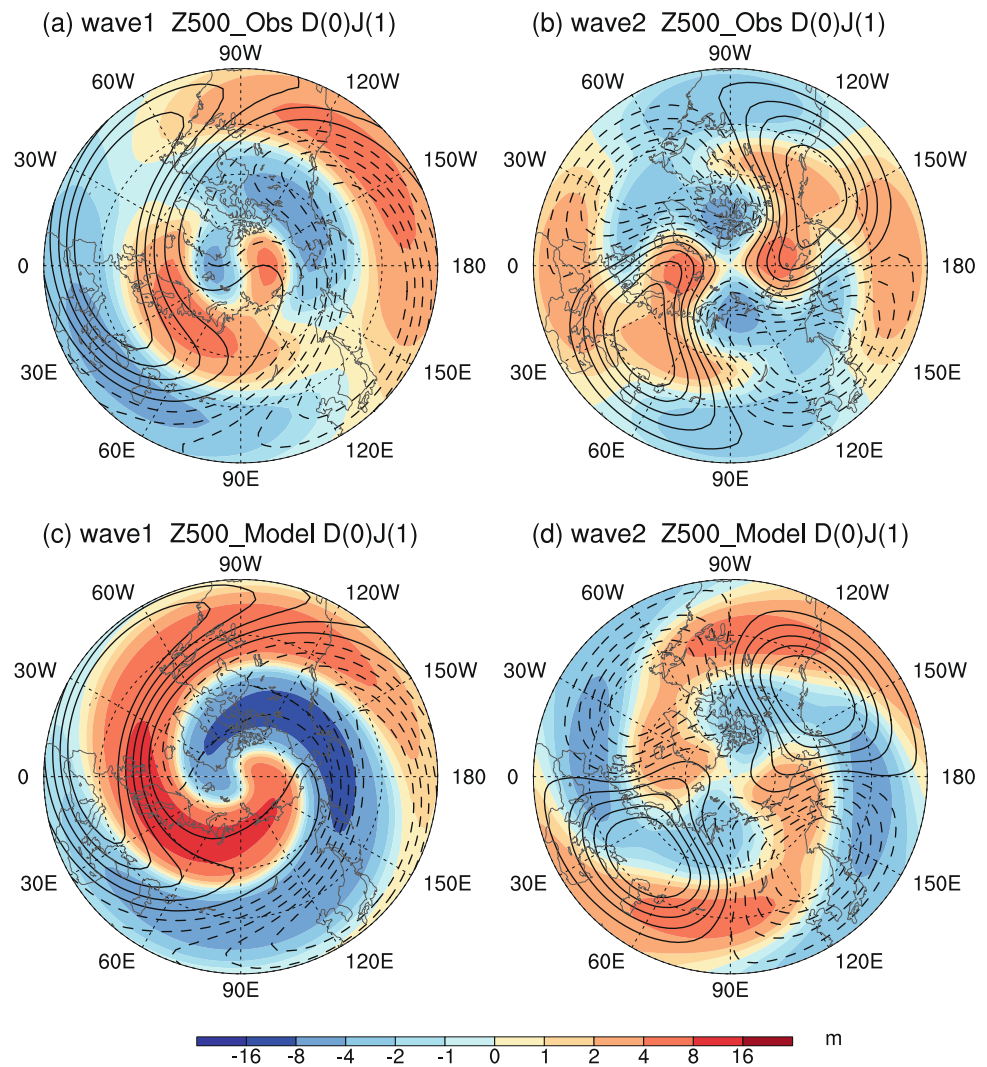 (a) wave1 Z500_Obs D(0)J(1)
(b) wave2 Z500_Obs D(0)J(1)
90W
90W
60W
120W
60W
120W
30W
150W
30W
150W
0
180
0
180
30E
150E
30E
150E
60E
120E
60E
120E
90E
90E
(c) wave1 Z500_Model D(0)J(1)
(d) wave2 Z500_Model D(0)J(1)
90W
90W
60W
120W
60W
120W
30W
150W
30W
150W
0
180
0
180
30E
150E
30E
150E
60E
120E
60E
120E
90E
90E
m
-16 -8 -4 -2 -1 0 1 2 4 8 16